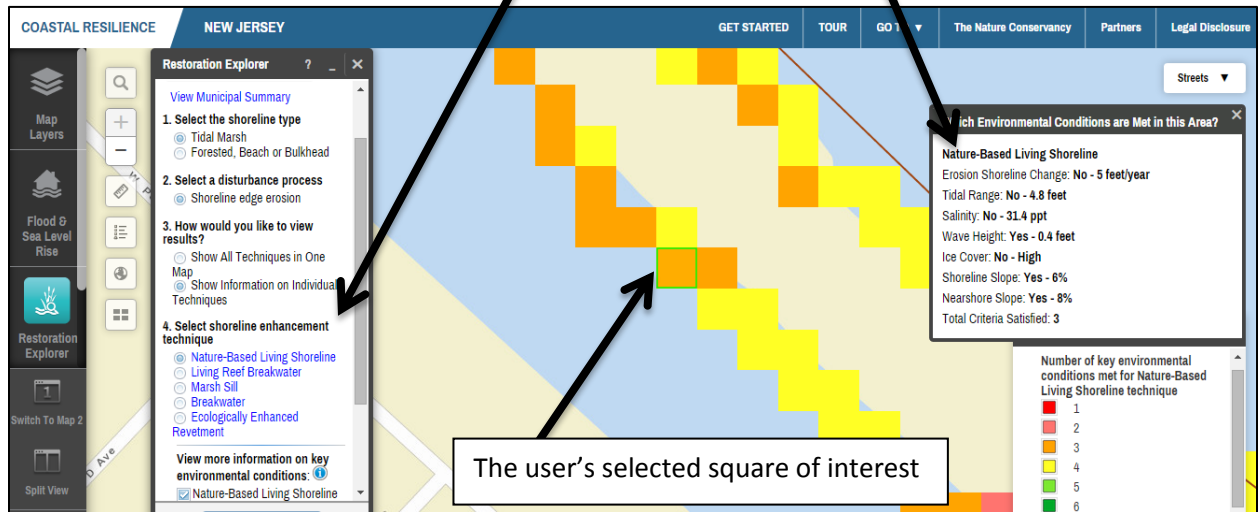 COASTAL RESILIENCE
NEW JERSEY
GET STARTED
TOUR
GO T ▼
The Nature Conservancy
Partners
Legal Disclosure
Map
Layers
Flood &
Sea Level
Rise
Restoration
Explorer
1
Switch To Map 2
Split View
Restoration Explorer ? _ ×
View Municipal Summary
1. Select the shoreline type
Tidal Marsh
Forested, Beach or Bulkhead
2. Select a disturbance process
Shoreline edge erosion
3. How would you like to view
results?
Show All Techniques in One
Map
Show Information on Individual
Techniques
4. Select shoreline enhancement
technique
Nature-Based Living Shoreline
Living Reef Breakwater
Marsh Sill
Breakwater
Ecologically Enhanced
Revetment
View more information on key
environmental conditions:
Nature-Based Living Shoreline
W P
D Ave
The user's selected square of interest
Streets ▼
hich Environmental Conditions are Met in this Area? ×
Nature-Based Living Shoreline
Erosion Shoreline Change: No - 5 feet/year
Tidal Range: No - 4.8 feet
Salinity: No - 31.4 ppt
Wave Height: Yes - 0.4 feet
Ice Cover: No - High
Shoreline Slope: Yes - 6%
Nearshore Slope: Yes - 8%
Total Criteria Satisfied: 3
Number of key environmental
conditions met for Nature-Based
Living Shoreline technique
1
2
3
4
5
6